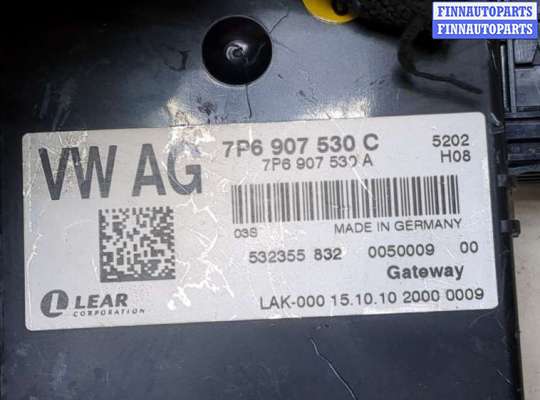 FINNAUTOPARTS
FINNAUTOPARTS
VW AG
7P6 907 530 C
7P6 907 530 A
5202
H08
03S
MADE IN GERMANY
532355 832
0050009
00
Gateway
LEAR
CORPORATION
LAK-000 15.10.10 2000 0009